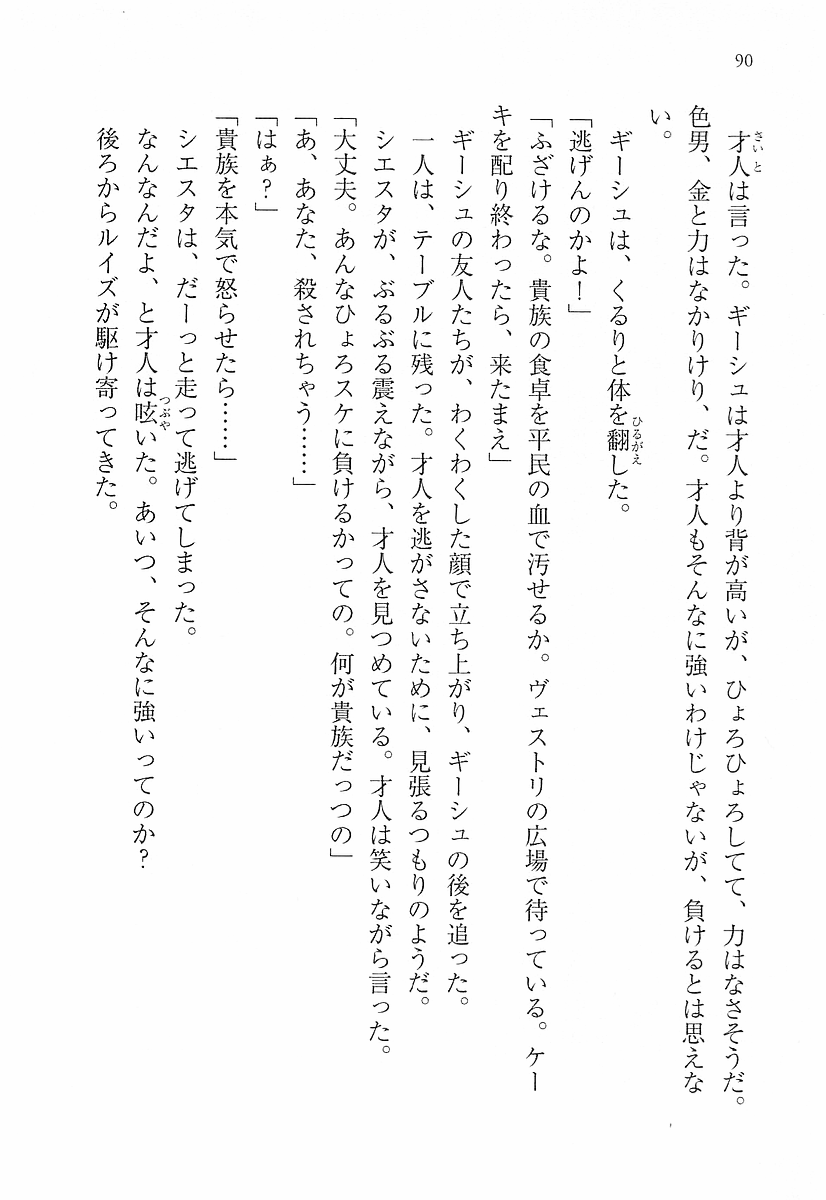 90
才人は言った。ギーシュは才人より背が高いが、ひょろひょろしてて、力はなさそうだ。
色男、金と力はなかりけり、だ。才人もそんなに強いわけじゃないが、負けるとは思えな
い。
ギーシュは、くるりと体を翻した。
「逃げんのかよ！」
「ふざけるな。貴族の食卓を平民の血で汚せるか。ヴェストリの広場で待っている。ケー
キを配り終わったら、来たまえ」
ギーシュの友人たちが、わくわくした顔で立ち上がり、ギーシュの後を追った。
一人は、テーブルに残った。才人を逃がさないために、見張るつもりのようだ。
シエスタが、ぶるぶる震えながら、才人を見つめている。才人は笑いながら言った。
「大丈夫。あんなひょろスケに負けるかっての。何が貴族だっつの」
「あ、あなた、殺されちゃう……」
「はぁ？」
「貴族を本気で怒らせたら……」
シエスタは、だーっと走って逃げてしまった。
なんなんだよ、と才人は呟いた。あいつ、そんなに強いってのか？
後ろからルイズが駆け寄ってきた。